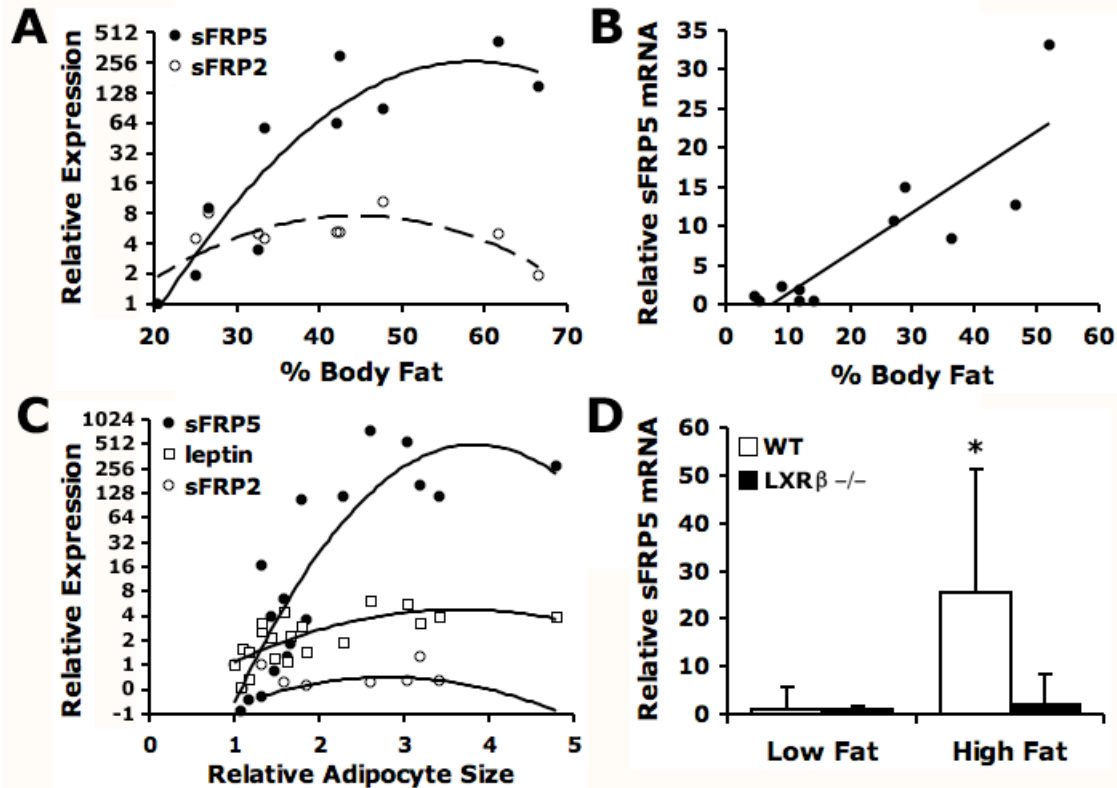 A
sFRP5
sFRP2
Relative Expression
512
256
128
64
32
16
8
4
2
1
20 30 40 50 60 70
% Body Fat
B
Relative sFRP5 mRNA
35
30
25
20
15
10
5
0
0 10 20 30 40 50 60
% Body Fat
C
sFRP5
leptin
sFRP2
Relative Expression
1024
512
256
128
64
32
16
8
4
2
1
0
-1
0 1 2 3 4 5
Relative Adipocyte Size
D
WT
LXRβ -/-
*
Relative sFRP5 mRNA
60
50
40
30
20
10
0
Low Fat High Fat